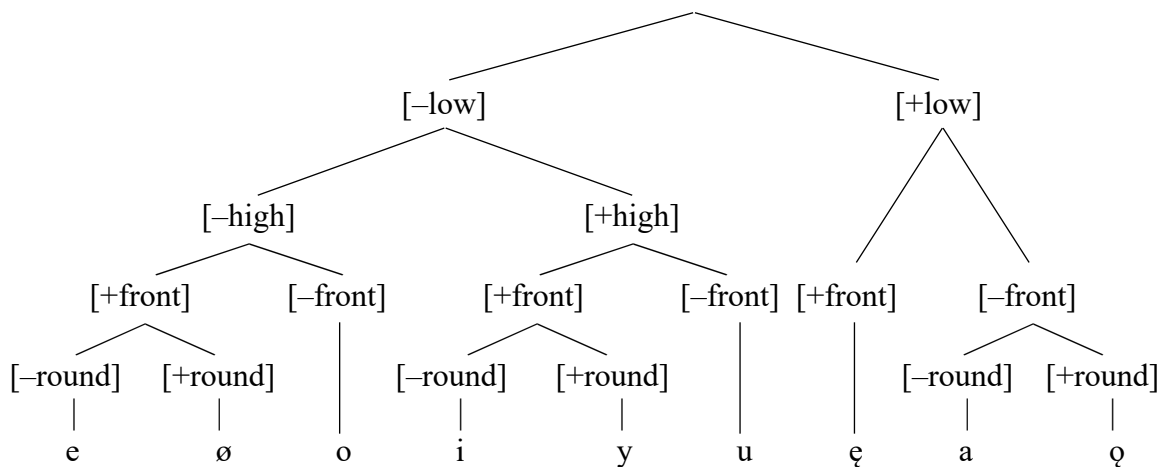 [–low] [+low]
[–high] [+high]
[+front] [–front] [+front] [–front] [+front] [–front]
[–round] [+round] [–round] [+round] [–round] [+round]
e ø o i y u ę a ǫ